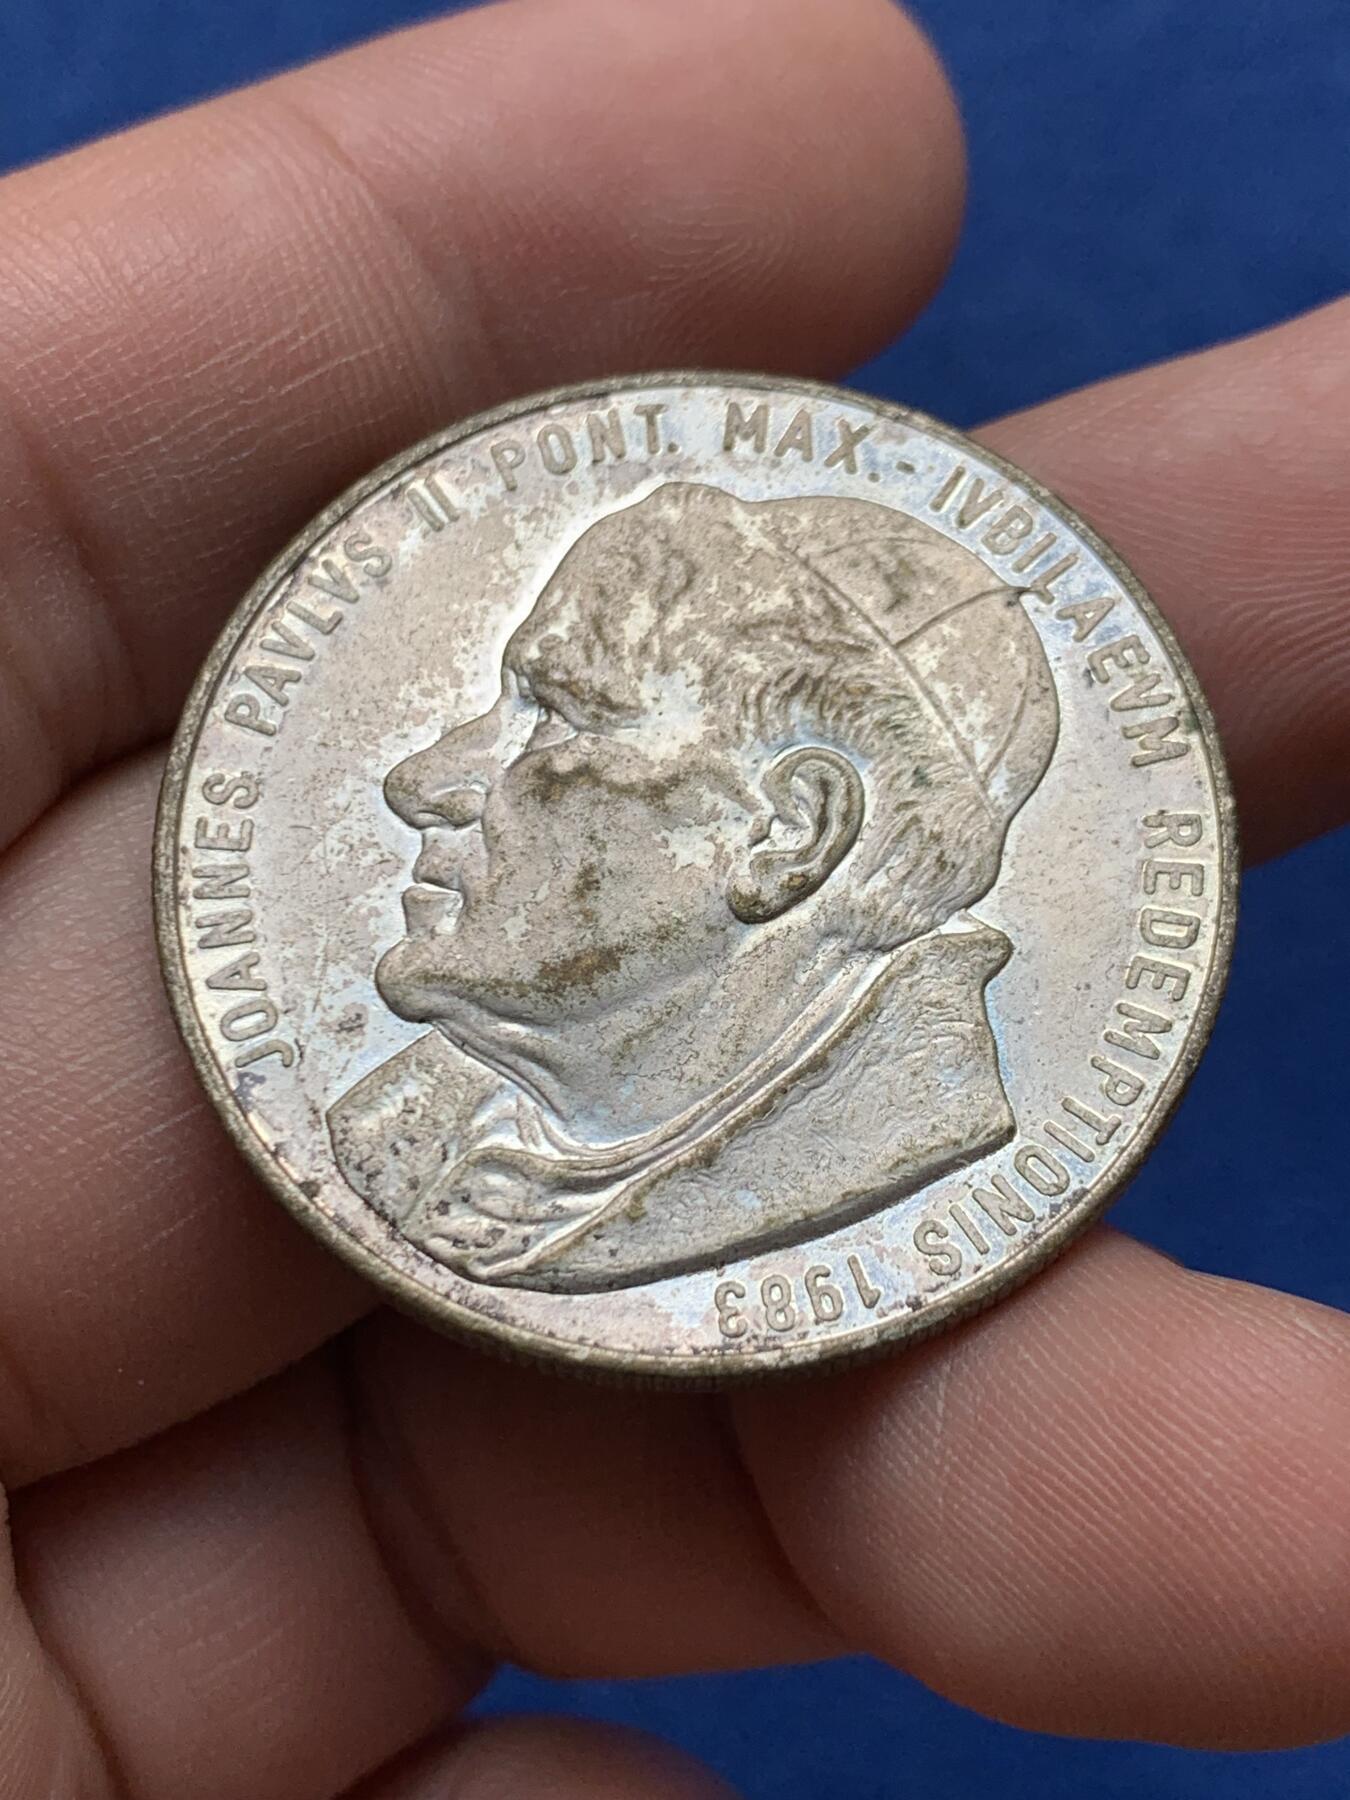 JOANNES PAVLVS II PONT. MAX.- IVBILAEVM REDEMPTIONIS 1983